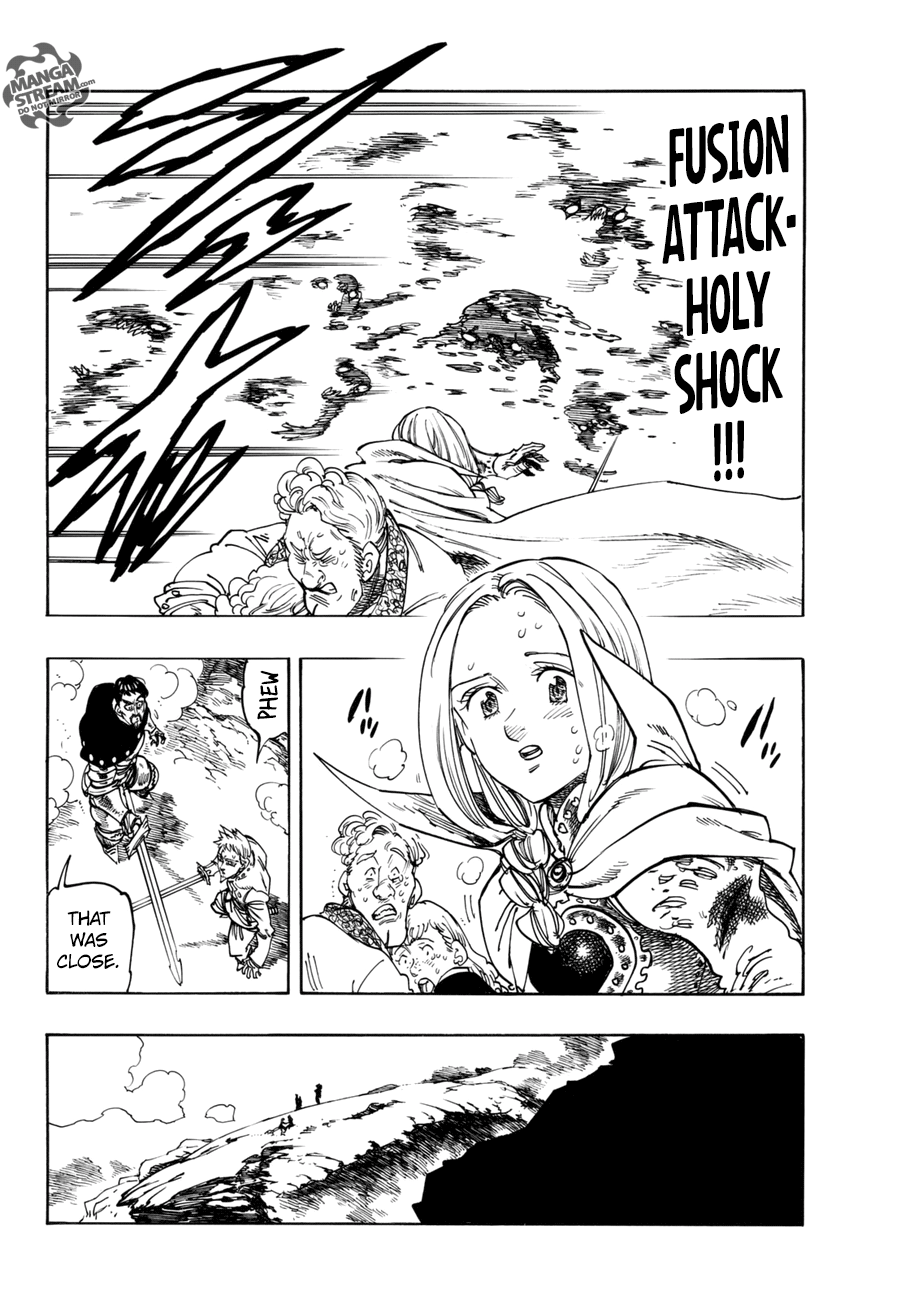 MANGA
STREAM.com
DO NOT MIRROR
FUSION
ATTACK-
HOLY
SHOCK
!!!
PHEW
THAT
WAS
CLOSE.